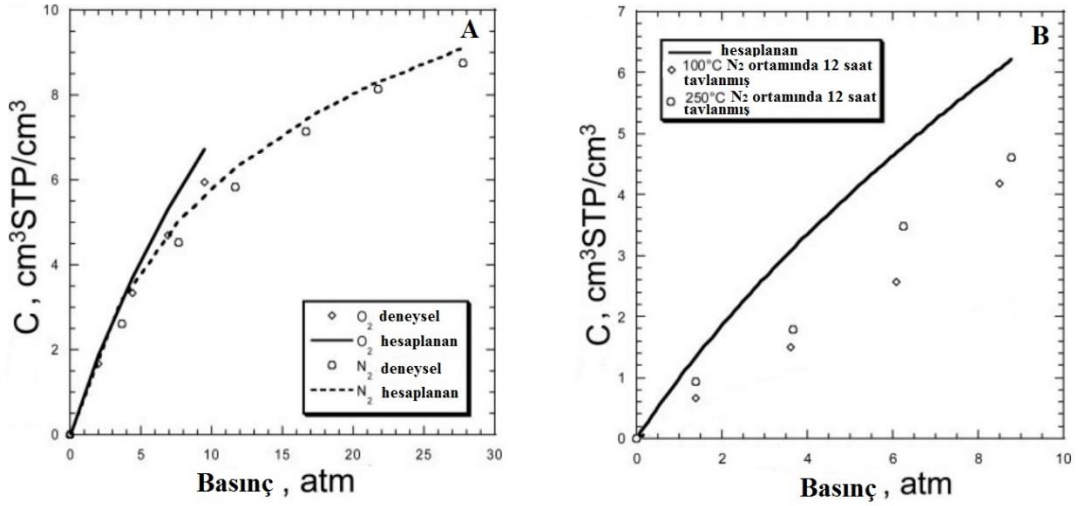 A
C, cm³STP/cm³
10
8
6
4
2
0
O₂ deneysel
O₂ hesaplanan
N₂ deneysel
N₂ hesaplanan
0 5 10 15 20 25 30
Basınç , atm
B
C, cm³STP/cm³
7
6
5
4
3
2
1
0
hesaplanan
100°C N₂ ortamında 12 saat
tavlanmış
250°C N₂ ortamında 12 saat
tavlanmış
0 2 4 6 8 10
Basınç , atm